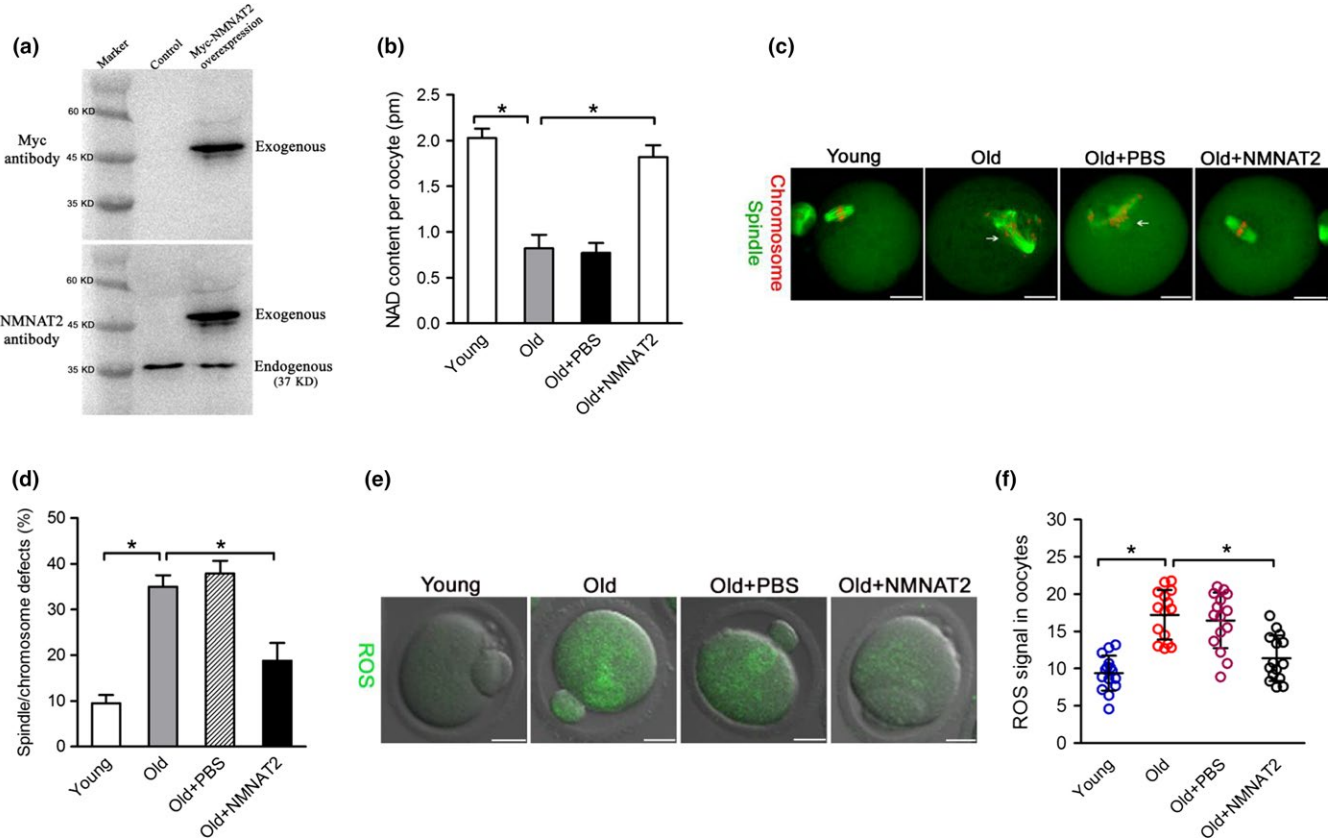 (a)
Marker
Control
Myc-NMNAT2
overexpression
60 KD
45 KD
35 KD
Myc
antibody
Exogenous
60 KD
45 KD
35 KD
NMNAT2
antibody
Exogenous
Endogenous
(37 KD)
(b)
NAD content per oocyte (pm)
2.5
2.0
1.5
1.0
0.5
0.0
*
*
Young
Old
Old+PBS
Old+NMNAT2
(c)
Young
Old
Old+PBS
Old+NMNAT2
Chromosome
Spindle
(d)
Spindle/chromosome defects (%)
50
40
30
20
10
0
*
*
Young
Old
Old+PBS
Old+NMNAT2
(e)
Young
Old
Old+PBS
Old+NMNAT2
ROS
(f)
ROS signal in oocytes
30
25
20
15
10
5
0
*
*
Young
Old
Old+PBS
Old+NMNAT2